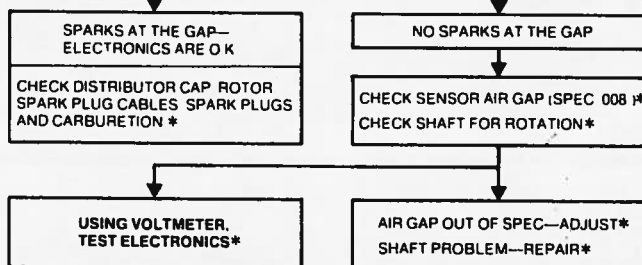 SPARKS AT THE GAP—
ELECTRONICS ARE O K
CHECK DISTRIBUTOR CAP ROTOR
SPARK PLUG CABLES SPARK PLUGS
AND CARBURETION *
NO SPARKS AT THE GAP
CHECK SENSOR AIR GAP (SPEC 008 )*
CHECK SHAFT FOR ROTATION*
USING VOLTMETER,
TEST ELECTRONICS*
AIR GAP OUT OF SPEC—ADJUST*
SHAFT PROBLEM—REPAIR*